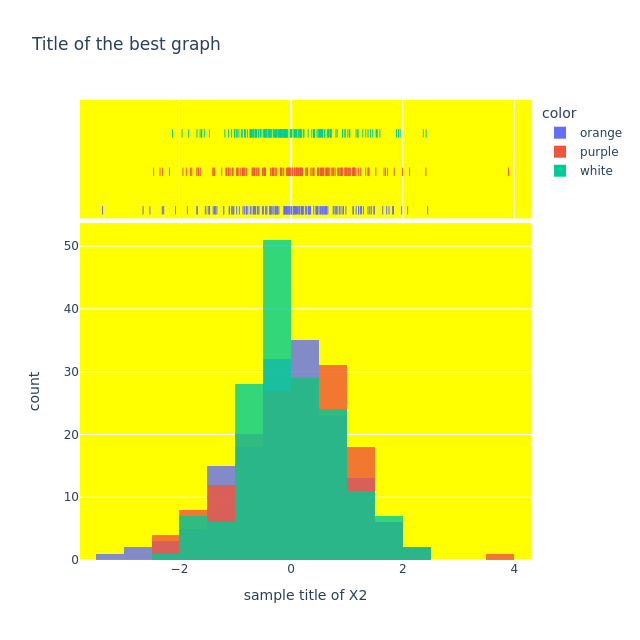 Title of the best graph
color
orange
purple
white
50
40
30
20
10
0
count
−2
0
2
4
sample title of X2